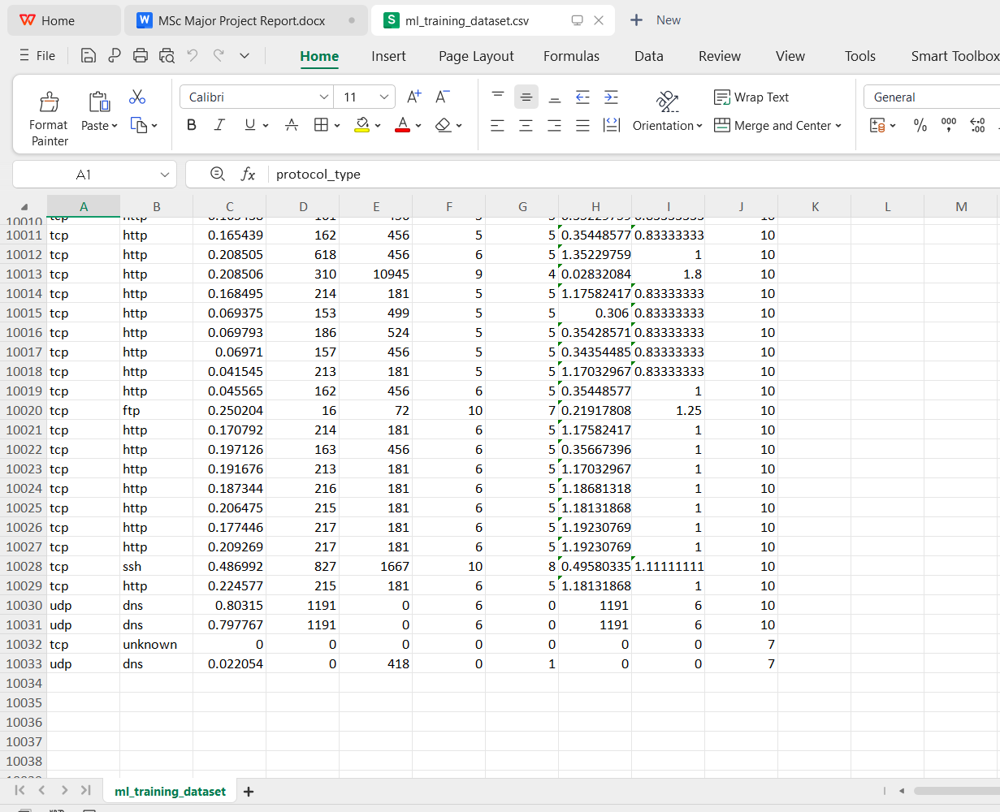 Home MSc Major Project Report.docx ml_training_dataset.csv New
File Home Insert Page Layout Formulas Data Review View Tools Smart Toolbox
Format Painter Paste Calibri 11 A+ A- Orientation Wrap Text General
B I U A A Merge and Center % 000
A1 fx protocol_type
A B C D E F G H I J K L M
10010 tcp http
10011 tcp http 0.165439 162 456 5 5 0.35448577 0.83333333 10
10012 tcp http 0.208505 618 456 6 5 1.35229759 1 10
10013 tcp http 0.208506 310 10945 9 4 0.02832084 1.8 10
10014 tcp http 0.168495 214 181 5 5 1.17582417 0.83333333 10
10015 tcp http 0.069375 153 499 5 5 0.306 0.83333333 10
10016 tcp http 0.069793 186 524 5 5 0.35428571 0.83333333 10
10017 tcp http 0.06971 157 456 5 5 0.34354485 0.83333333 10
10018 tcp http 0.041545 213 181 5 5 1.17032967 0.83333333 10
10019 tcp http 0.045565 162 456 6 5 0.35448577 1 10
10020 tcp ftp 0.250204 16 72 10 7 0.21917808 1.25 10
10021 tcp http 0.170792 214 181 6 5 1.17582417 1 10
10022 tcp http 0.197126 163 456 6 5 0.35667396 1 10
10023 tcp http 0.191676 213 181 6 5 1.17032967 1 10
10024 tcp http 0.187344 216 181 6 5 1.18681318 1 10
10025 tcp http 0.206475 215 181 6 5 1.18131868 1 10
10026 tcp http 0.177446 217 181 6 5 1.19230769 1 10
10027 tcp http 0.209269 217 181 6 5 1.19230769 1 10
10028 tcp ssh 0.486992 827 1667 10 8 0.49580335 1.11111111 10
10029 tcp http 0.224577 215 181 6 5 1.18131868 1 10
10030 udp dns 0.80315 1191 0 6 0 1191 6 10
10031 udp dns 0.797767 1191 0 6 0 1191 6 10
10032 tcp unknown 0 0 0 0 0 0 0 7
10033 udp dns 0.022054 0 418 0 1 0 0 7
10034
10035
10036
10037
10038
ml_training_dataset